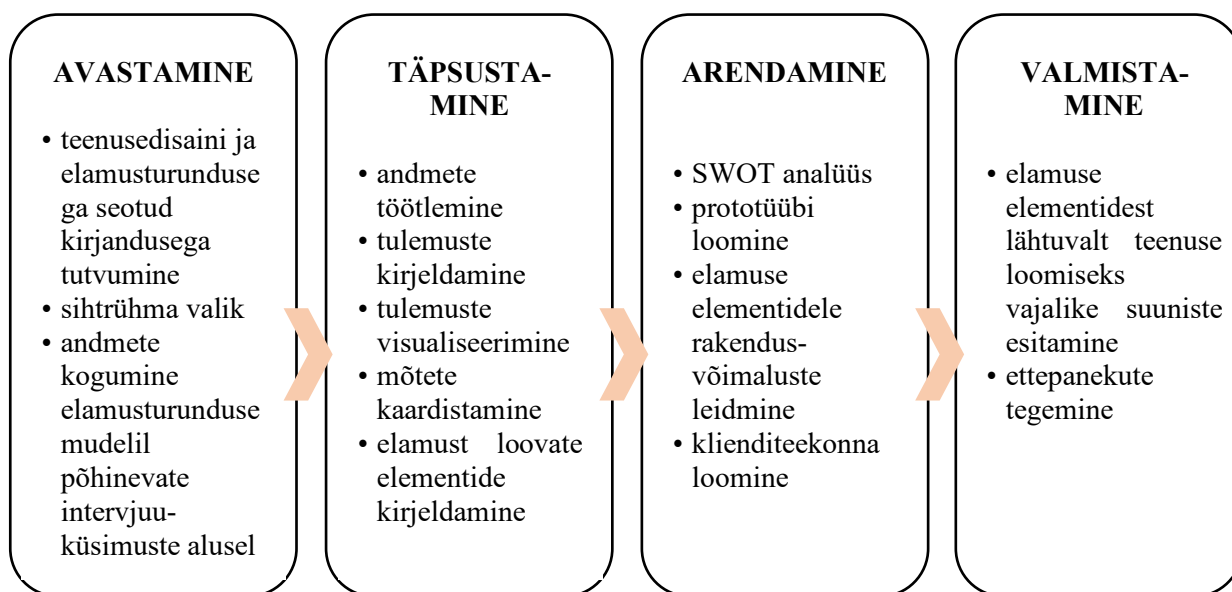 AVASTAMINE
• teenusedisaini ja
elamusturunduse
ga seotud
kirjandusega
tutvumine
• sihtrühma valik
• andmete
kogumine
elamusturunduse
mudelil
põhinevate
intervjuu-
küsimuste alusel
TÄPSUSTA-
MINE
• andmete
töötlemine
• tulemuste
kirjeldamine
• tulemuste
visualiseerimine
• mõtete
kaardistamine
• elamust loovate
elementide
kirjeldamine
ARENDAMINE
• SWOT analüüs
• prototüübi
loomine
• elamuse
elementidele
rakendus-
võimaluste
leidmine
• klienditeekonna
loomine
VALMISTA-
MINE
• elamuse
elementidest
lähtuvalt teenuse
loomiseks
vajalike suuniste
esitamine
• ettepanekute
tegemine